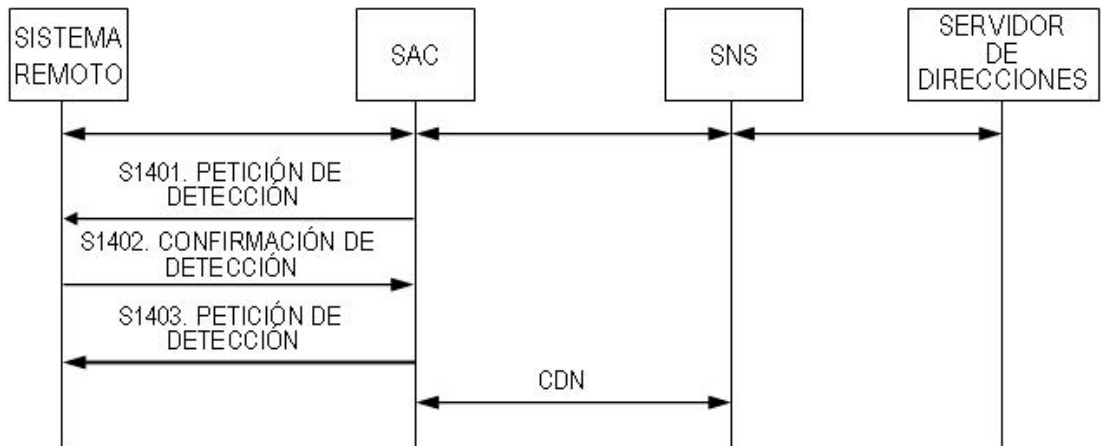 SISTEMA
REMOTO
SAC
SNS
SERVIDOR
DE
DIRECCIONES
S1401. PETICIÓN DE
DETECCIÓN
S1402. CONFIRMACIÓN DE
DETECCIÓN
S1403. PETICIÓN DE
DETECCIÓN
CDN